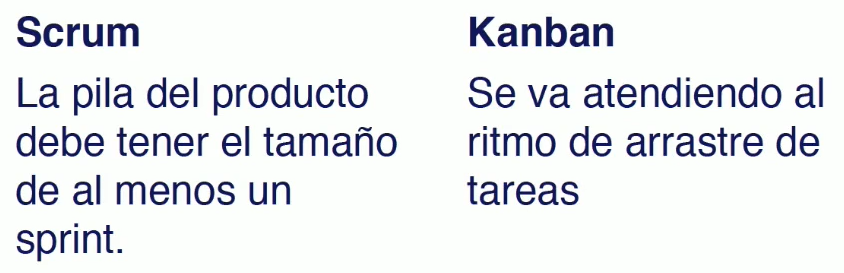 Scrum
La pila del producto
debe tener el tamaño
de al menos un
sprint.
Kanban
Se va atendiendo al
ritmo de arrastre de
tareas